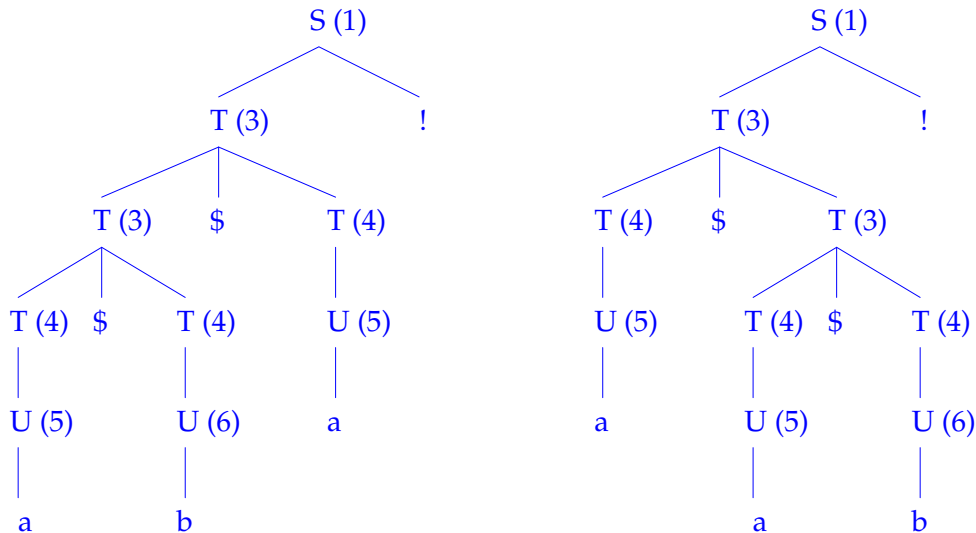 S (1) S (1)
T (3) ! T (3) !
T (3) $ T (4) T (4) $ T (3)
T (4) $ T (4) U (5) U (5) T (4) $ T (4)
U (5) U (6) a a U (5) U (6)
a b a b